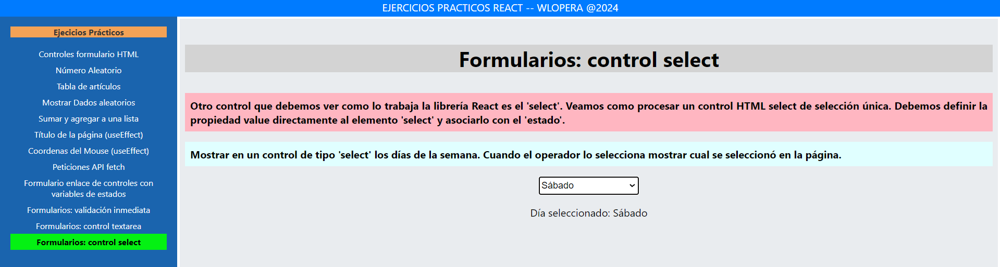 EJERCICIOS PRACTICOS REACT -- WLOPERA @2024
Ejecicios Prácticos
Controles formulario HTML
Número Aleatorio
Tabla de artículos
Mostrar Dados aleatorios
Sumar y agregar a una lista
Título de la página (useEffect)
Coordenas del Mouse (useEffect)
Peticiones API fetch
Formulario enlace de controles con
variables de estados
Formularios: validación inmediata
Formularios: control textarea
Formularios: control select
Formularios: control select
Otro control que debemos ver como lo trabaja la librería React es el 'select'. Veamos como procesar un control HTML select de selección única. Debemos definir la
propiedad value directamente al elemento 'select' y asociarlo con el 'estado'.
Mostrar en un control de tipo 'select' los días de la semana. Cuando el operador lo selecciona mostrar cual se seleccionó en la página.
Sábado
Día seleccionado: Sábado